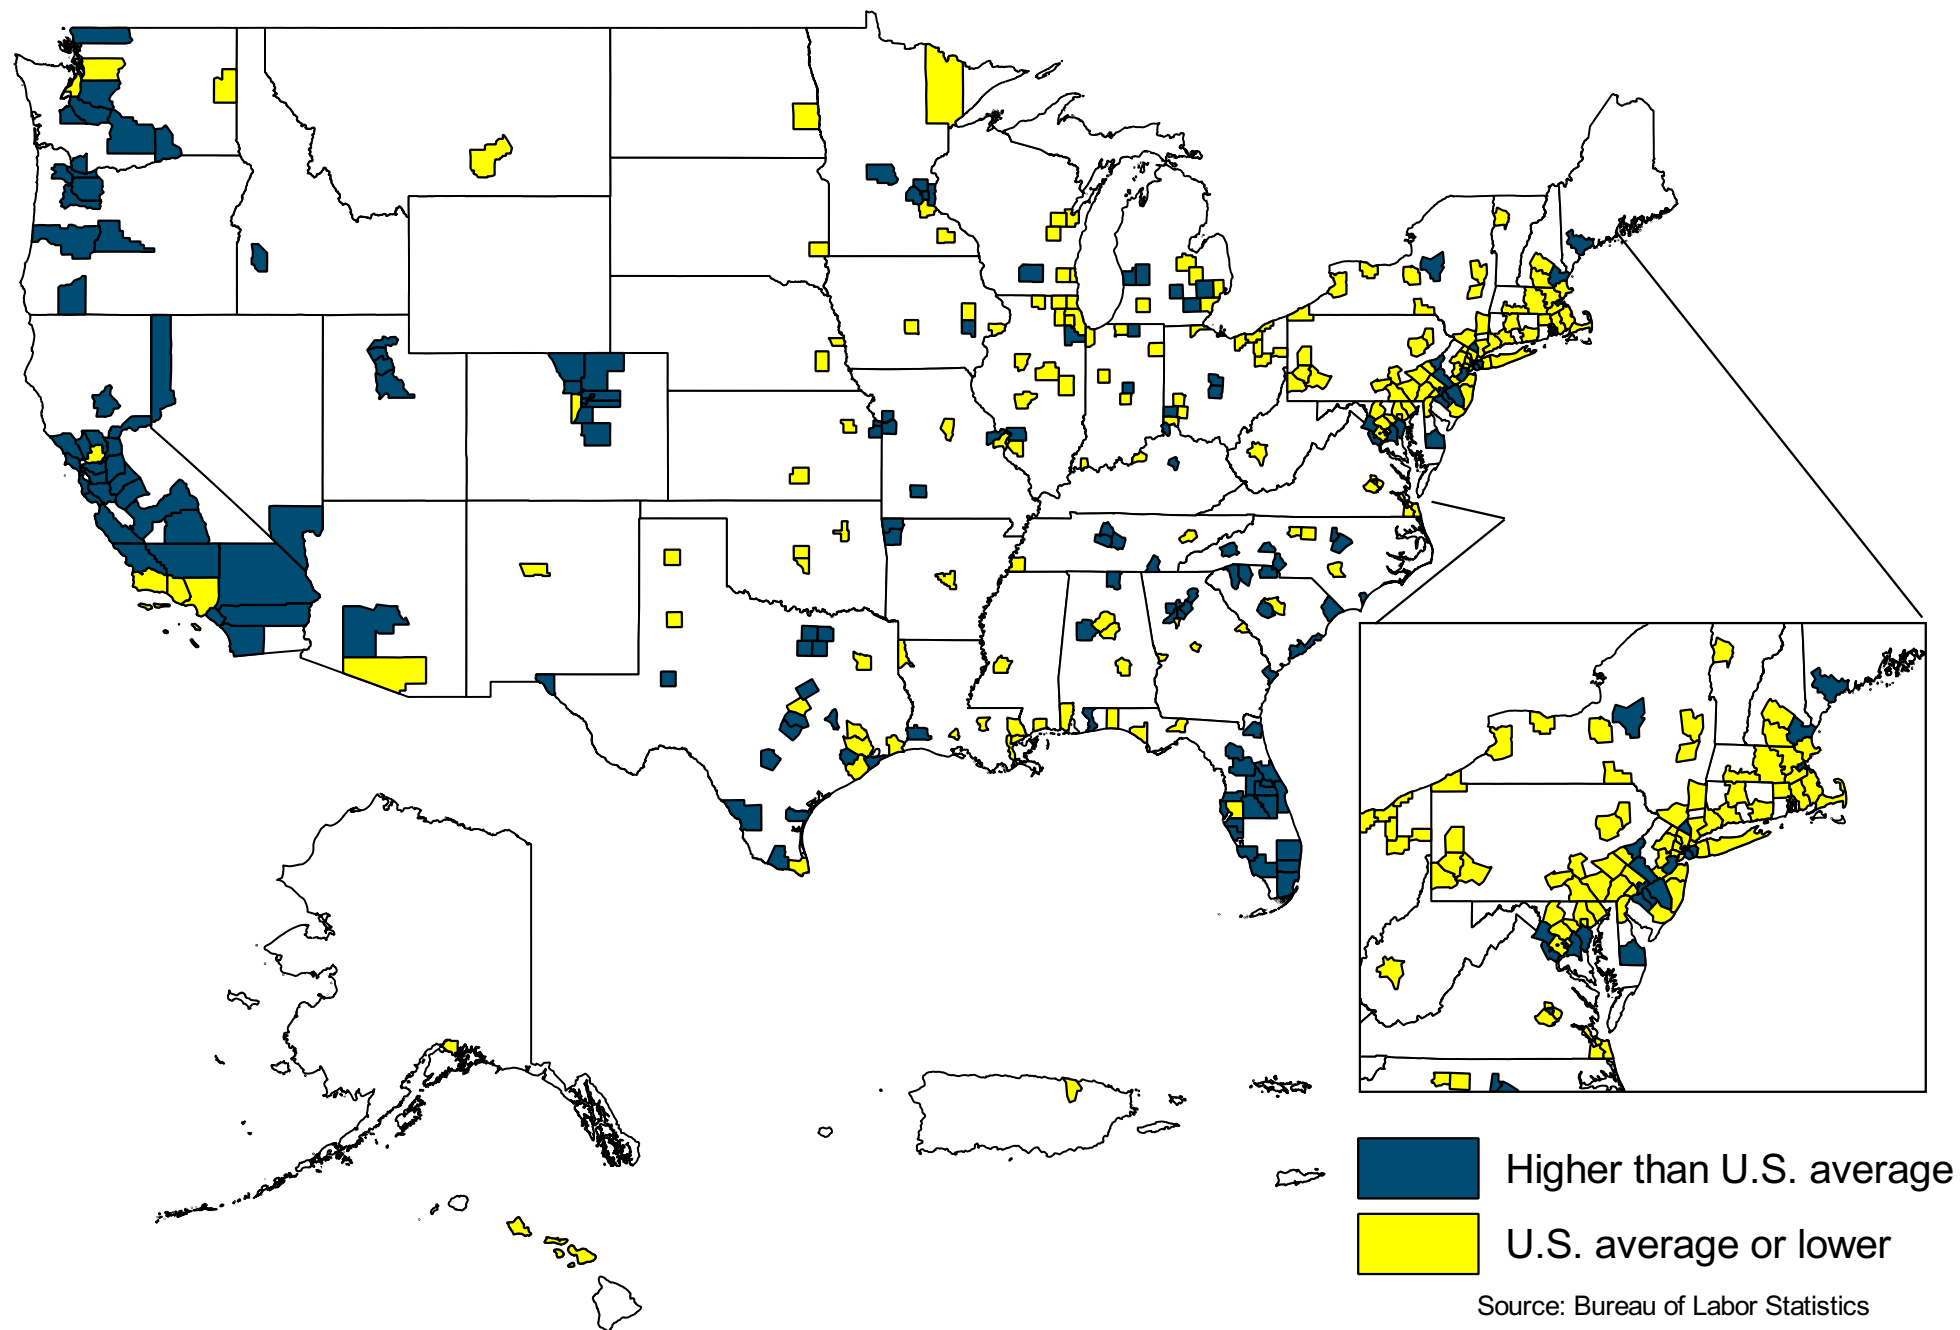 Higher than U.S. average
U.S. average or lower
Source: Bureau of Labor Statistics